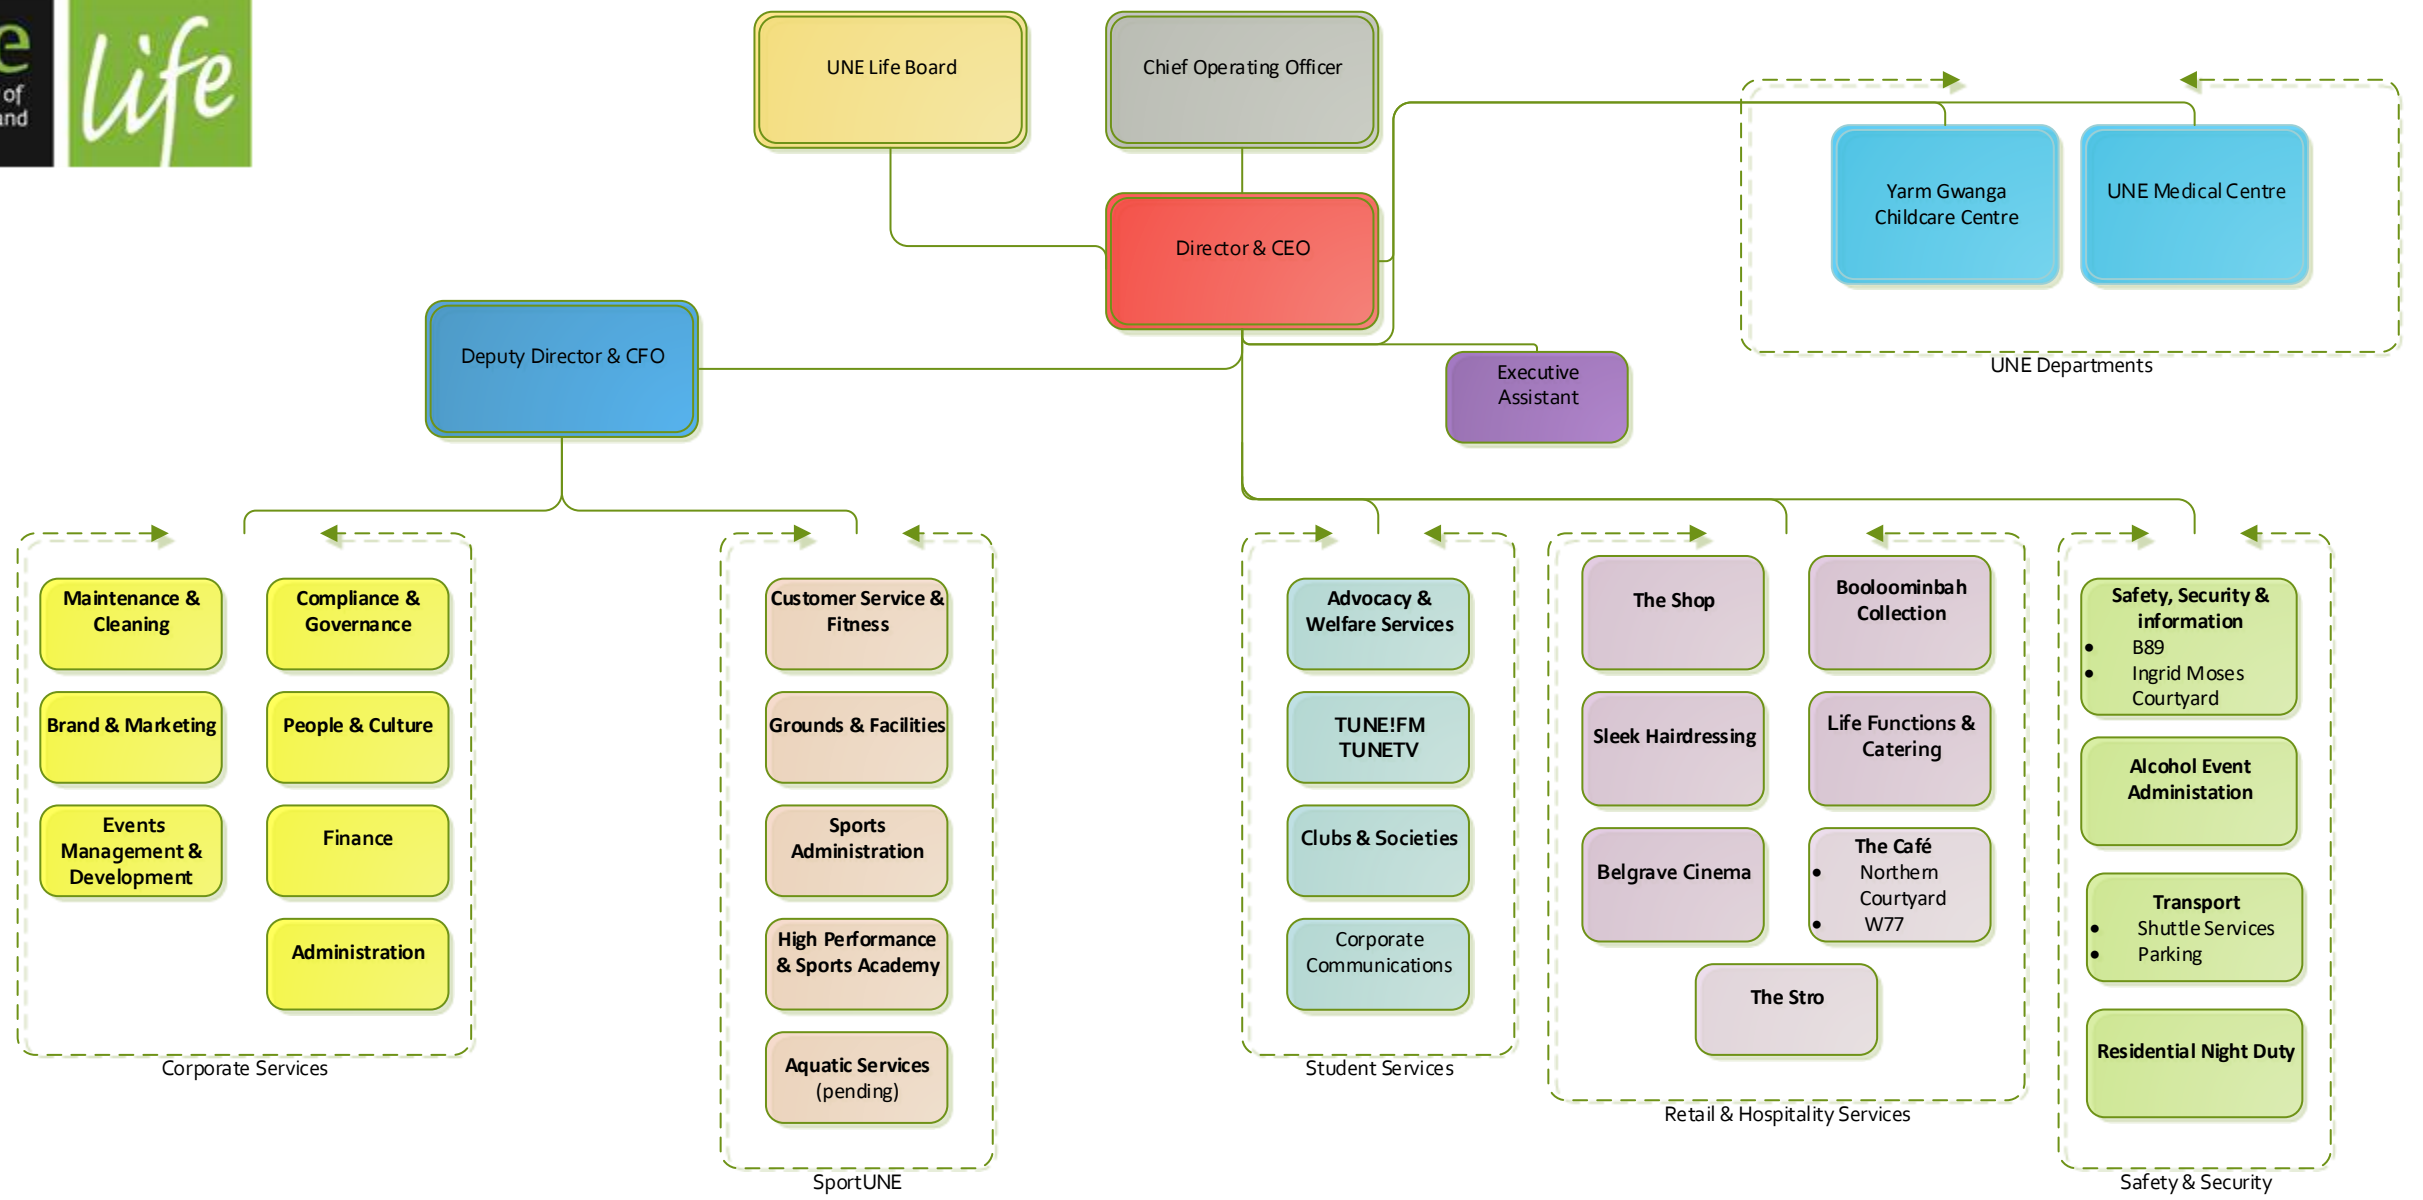 e
of
and
life
UNE Life Board
Chief Operating Officer
Director & CEO
Yarm Gwanga
Childcare Centre
UNE Medical Centre
UNE Departments
Deputy Director & CFO
Executive
Assistant
Maintenance &
Cleaning
Compliance &
Governance
Brand & Marketing
People & Culture
Events
Management &
Development
Finance
Administration
Corporate Services
Customer Service &
Fitness
Grounds & Facilities
Sports
Administration
High Performance
& Sports Academy
Aquatic Services
(pending)
SportUNE
Advocacy &
Welfare Services
TUNE!FM
TUNETV
Clubs & Societies
Corporate
Communications
Student Services
The Shop
Booloominbah
Collection
Sleek Hairdressing
Life Functions &
Catering
Belgrave Cinema
The Café
• Northern
Courtyard
• W77
The Stro
Retail & Hospitality Services
Safety, Security &
information
• B89
• Ingrid Moses
Courtyard
Alcohol Event
Administation
Transport
• Shuttle Services
• Parking
Residential Night Duty
Safety & Security